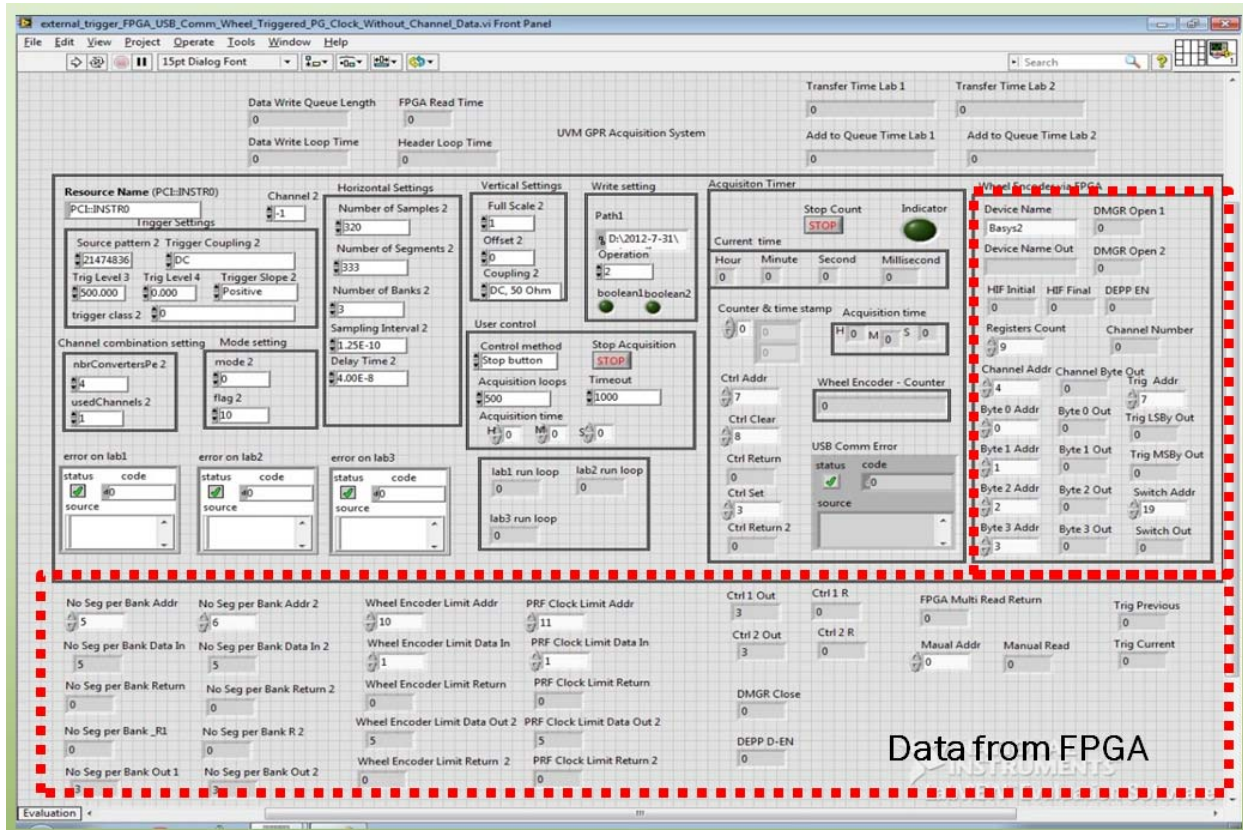 external_trigger_FPGA_USB_Comm_Wheel_Triggered_PG_Clock_Without_Channel_Data.vi Front Panel
File Edit View Project Operate Tools Window Help
15pt Dialog Font
Search
Transfer Time Lab 1 Transfer Time Lab 2
0 0
Data Write Queue Length FPGA Read Time
0 0
UVM GPR Acquisition System
Add to Queue Time Lab 1 Add to Queue Time Lab 2
0 0
Data Write Loop Time Header Loop Time
0 0
Resource Name (PCI::INSTR0)
PCI::INSTR0
Channel 2
-1
Trigger Settings
Source pattern 2 Trigger Coupling 2
21474836 DC
Trig Level 3 Trig Level 4 Trigger Slope 2
500.000 0.000 Positive
trigger class 2 0
Channel combination setting
nbrConvertersPe 2
4
usedChannels 2
1
Mode setting
mode 2
0
flag 2
10
Horizontal Settings
Number of Samples 2
320
Number of Segments 2
333
Number of Banks 2
3
Sampling Interval 2
1.25E-10
Delay Time 2
4.00E-8
Vertical Settings
Full Scale 2
1
Offset 2
0
Coupling 2
DC, 50 Ohm
Write setting
Path1
D:\2012-7-31\
Operation
2
boolean1 boolean2
User control
Control method Stop Acquisition
Stop button STOP
Acquisition loops Timeout
500 1000
Acquisition time
H 0 M 0 S 0
error on lab1 error on lab2 error on lab3
status code status code status code
0 0 0
source source source
lab1 run loop lab2 run loop
0 0
lab3 run loop
0
Acquisiton Timer
Stop Count Indicator
STOP
Current time
Hour Minute Second Millisecond
0 0 0 0
Counter & time stamp Acquisition time
0 0 H 0 M 0 S 0
0
Ctrl Addr
7
Ctrl Clear
8
Ctrl Return
0
Ctrl Set
3
Ctrl Return 2
0
Wheel Encoder - Counter
0
USB Comm Error
status code
0
source
Wheel Encoder via FPGA
Device Name DMGR Open 1
Basys2 0
Device Name Out DMGR Open 2
0
HIF Initial HIF Final DEPP EN
0 0 0
Registers Count Channel Number
9 0
Channel Addr Channel Byte Out Trig Addr
4 0 7
Byte 0 Addr Byte 0 Out Trig LSBy Out
0 0 0
Byte 1 Addr Byte 1 Out Trig MSBy Out
1 0 0
Byte 2 Addr Byte 2 Out Switch Addr
2 0 19
Byte 3 Addr Byte 3 Out Switch Out
3 0 0
No Seg per Bank Addr No Seg per Bank Addr 2 Wheel Encoder Limit Addr PRF Clock Limit Addr
5 6 10 11
No Seg per Bank Data In No Seg per Bank Data In 2 Wheel Encoder Limit Data In PRF Clock Limit Data In
5 5 1 1
No Seg per Bank Return No Seg per Bank Return 2 Wheel Encoder Limit Return PRF Clock Limit Return
0 0 0 0
No Seg per Bank _R1 No Seg per Bank R 2 Wheel Encoder Limit Data Out 2 PRF Clock Limit Data Out 2
0 0 5 5
No Seg per Bank Out 1 No Seg per Bank Out 2 Wheel Encoder Limit Return 2 PRF Clock Limit Return 2
3 3 0 0
Ctrl 1 Out Ctrl 1 R
3 0
Ctrl 2 Out Ctrl 2 R
3 0
DMGR Close
0
DEPP D-EN
0
FPGA Multi Read Return
0
Maual Addr Manual Read
0 0
Trig Previous
0
Trig Current
0
Data from FPGA
INSTRUMENTS
Evaluation